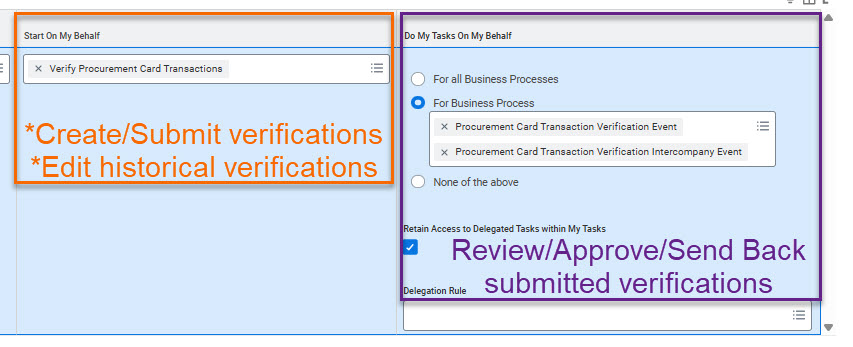 Start On My Behalf
× Verify Procurement Card Transactions
*Create/Submit verifications
*Edit historical verifications
Do My Tasks On My Behalf
For all Business Processes
For Business Process
× Procurement Card Transaction Verification Event
× Procurement Card Transaction Verification Intercompany Event
None of the above
Retain Access to Delegated Tasks within My Tasks
Review/Approve/Send Back
submitted verifications
Delegation Rule